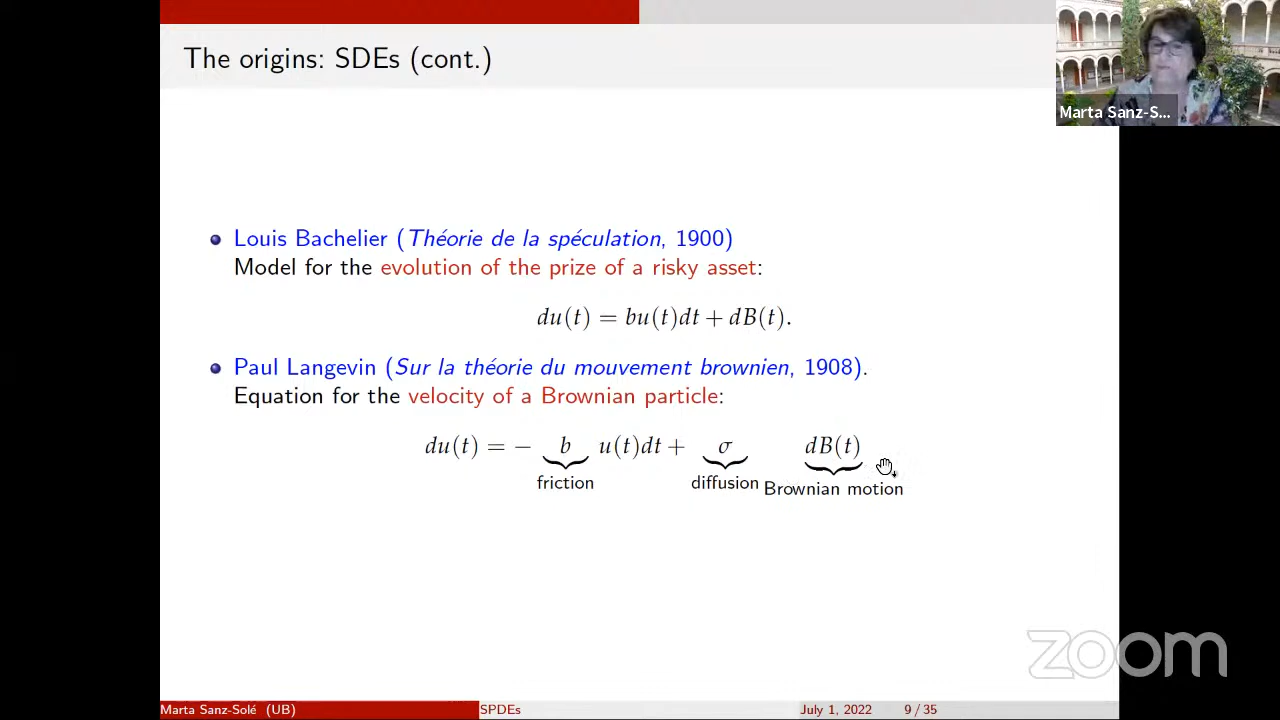 The origins: SDEs (cont.)
Marta Sanz-S...
Louis Bachelier (Théorie de la spéculation, 1900)
Model for the evolution of the prize of a risky asset:
du(t) = bu(t)dt + dB(t).
Paul Langevin (Sur la théorie du mouvement brownien, 1908).
Equation for the velocity of a Brownian particle:
du(t) = − b u(t)dt + σ dB(t)
friction diffusion Brownian motion
zoom
Marta Sanz-Solé (UB) SPDEs July 1, 2022 9 / 35